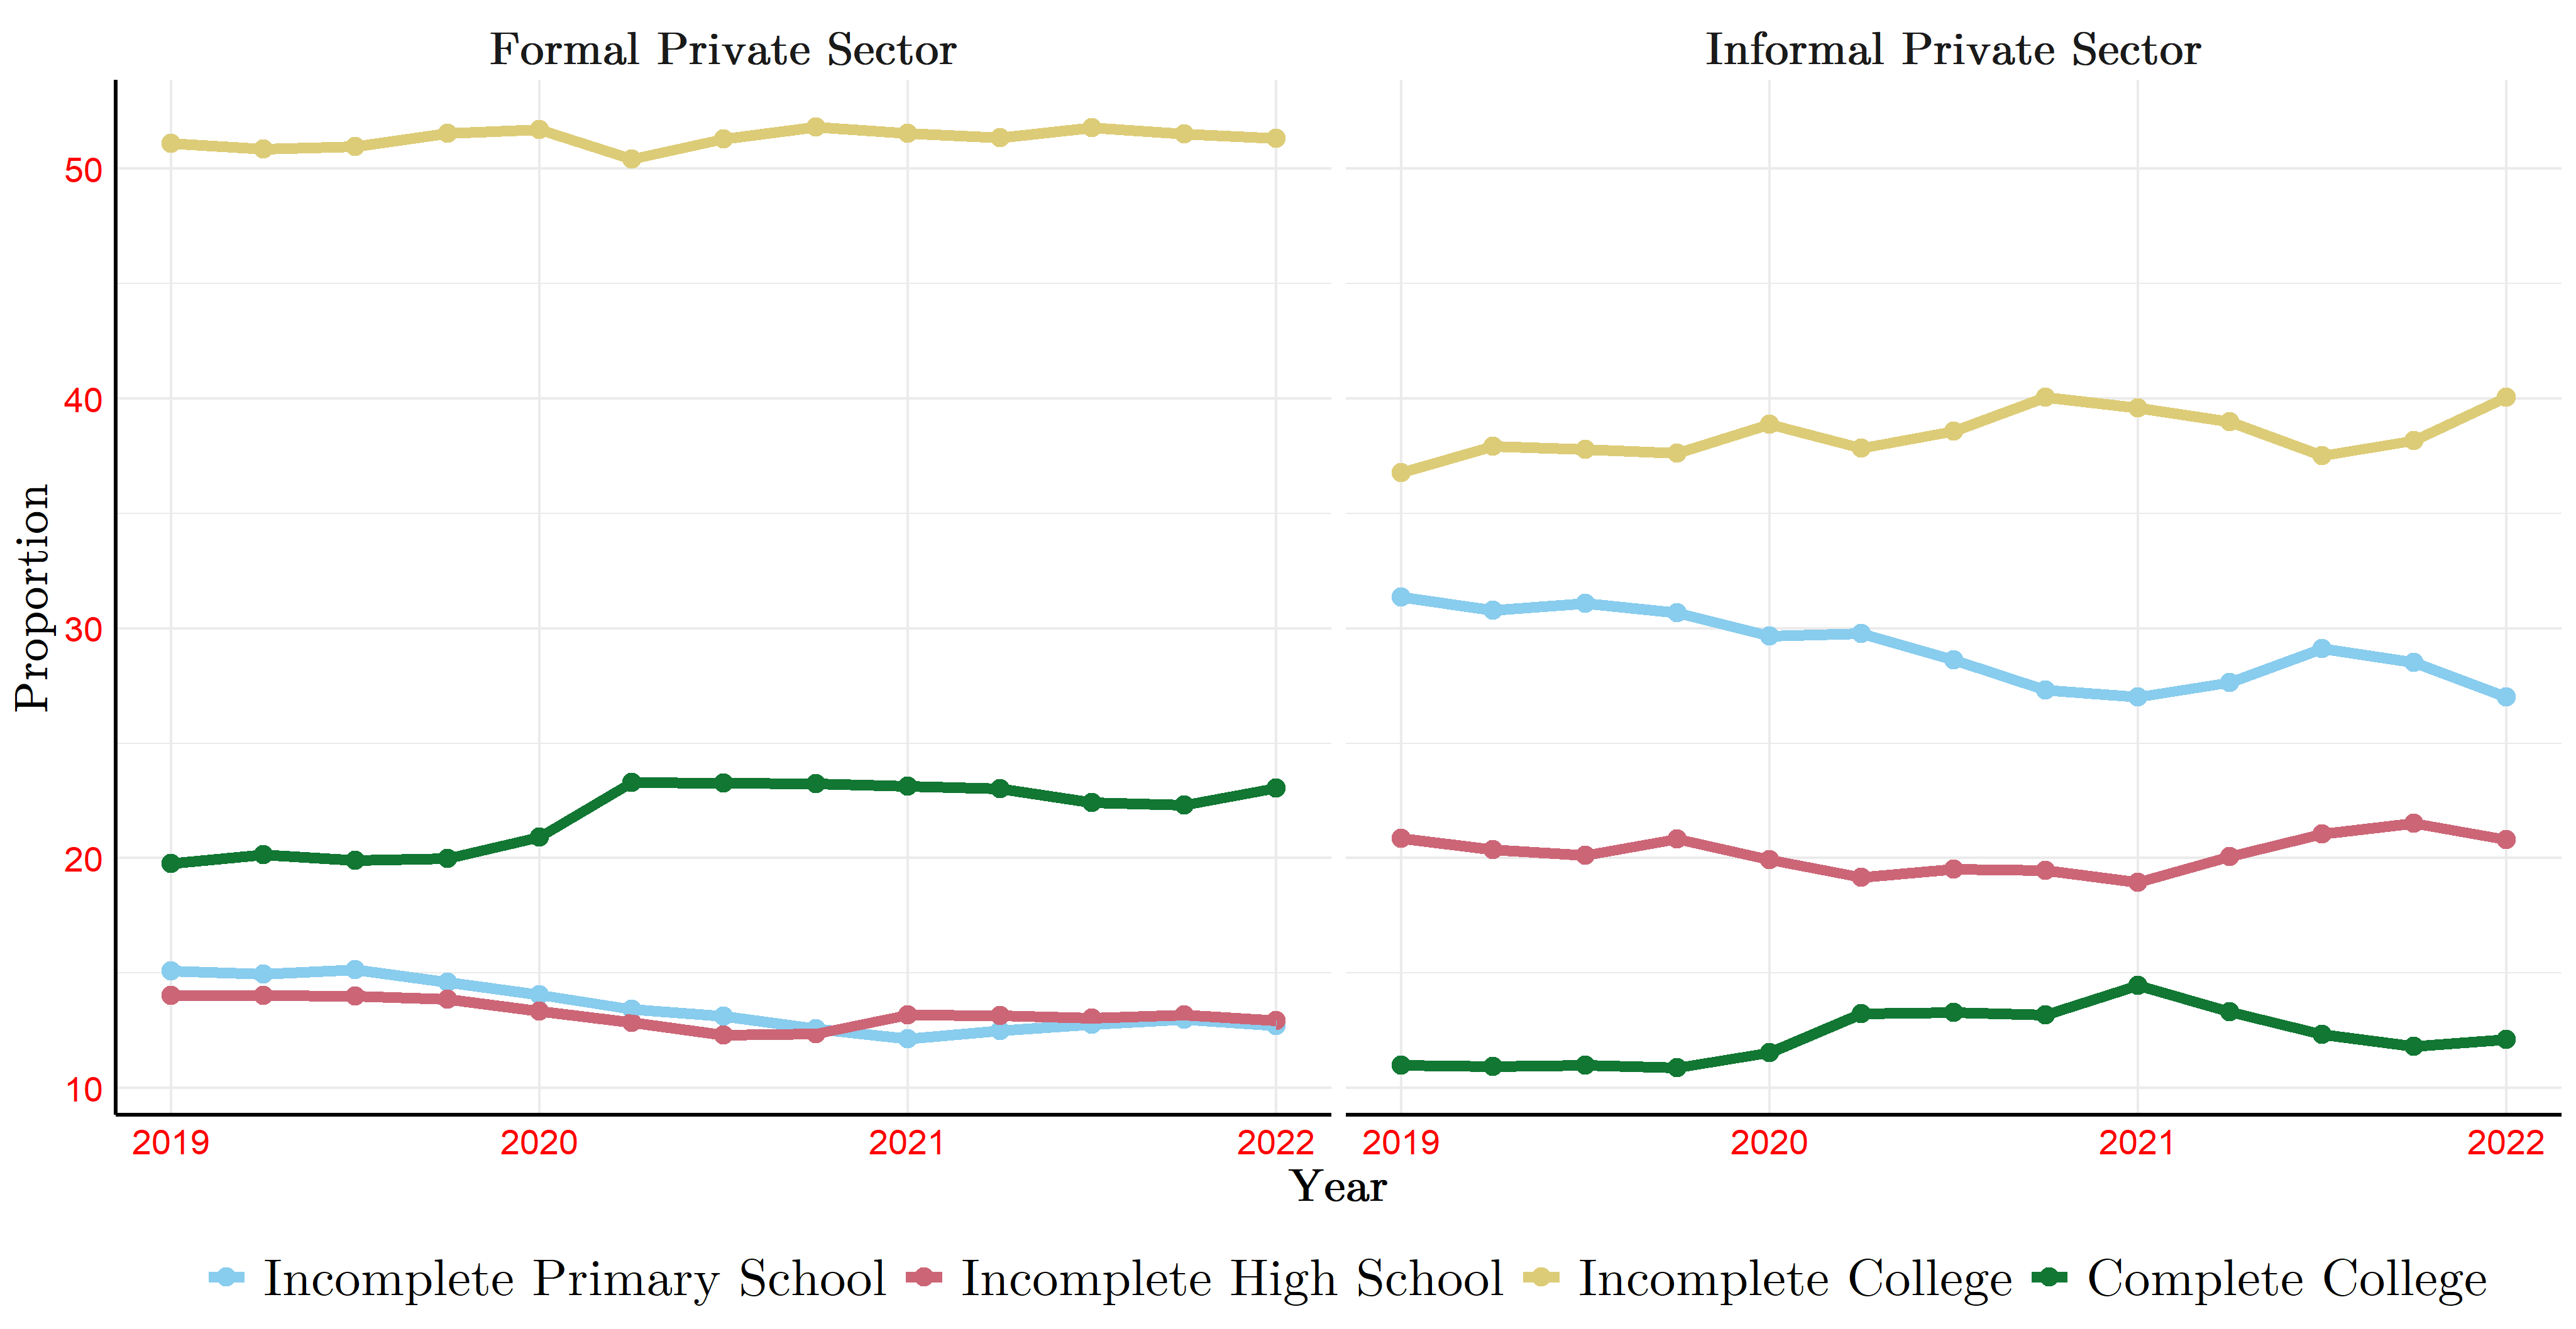 Formal Private Sector
Informal Private Sector
Proportion
50
40
30
20
10
2019 2020 2021 2022
2019 2020 2021 2022
Year
Incomplete Primary School Incomplete High School Incomplete College Complete College